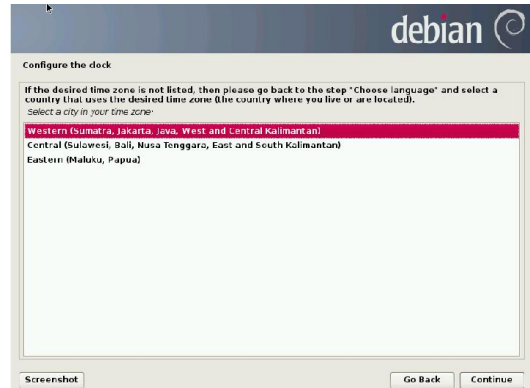 debian
Configure the clock
If the desired time zone is not listed, then please go back to the step "Choose language" and select a
country that uses the desired time zone (the country where you live or are located).
Select a city in your time zone:
Western (Sumatra, Jakarta, Java, West and Central Kalimantan)
Central (Sulawesi, Bali, Nusa Tenggara, East and South Kalimantan)
Eastern (Maluku, Papua)
Screenshot
Go Back
Continue